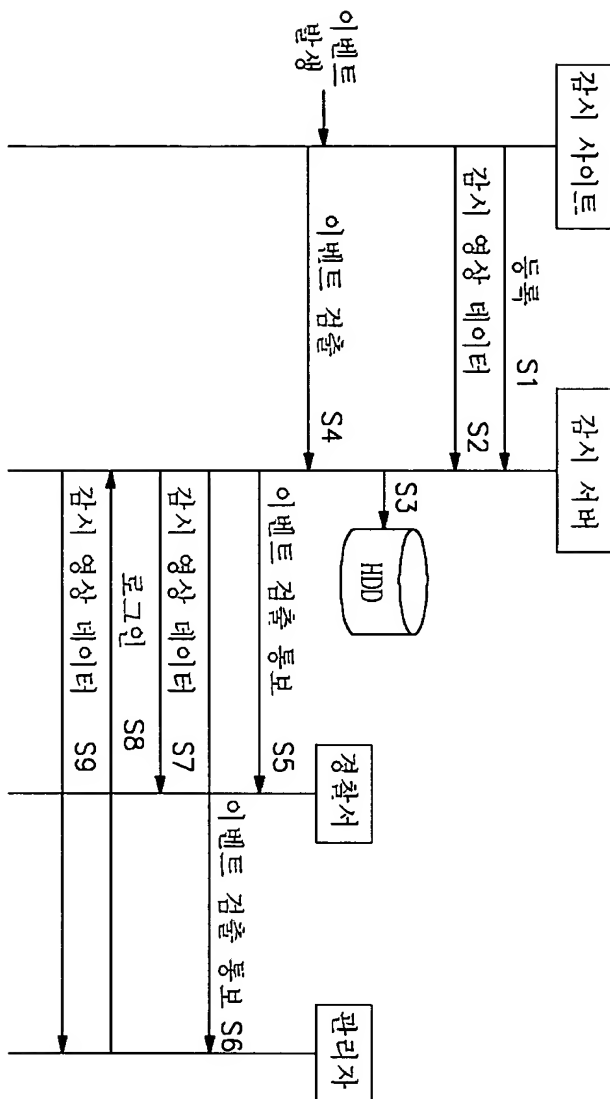 감시 사이트
감시 서버
경찰서
관리자
등록 S1
감시 영상 데이터 S2
S3
HDD
이벤트
발생
이벤트 검출 S4
이벤트 검출 통보 S5
이벤트 검출 통보 S6
감시 영상 데이터 S7
로그인 S8
감시 영상 데이터 S9